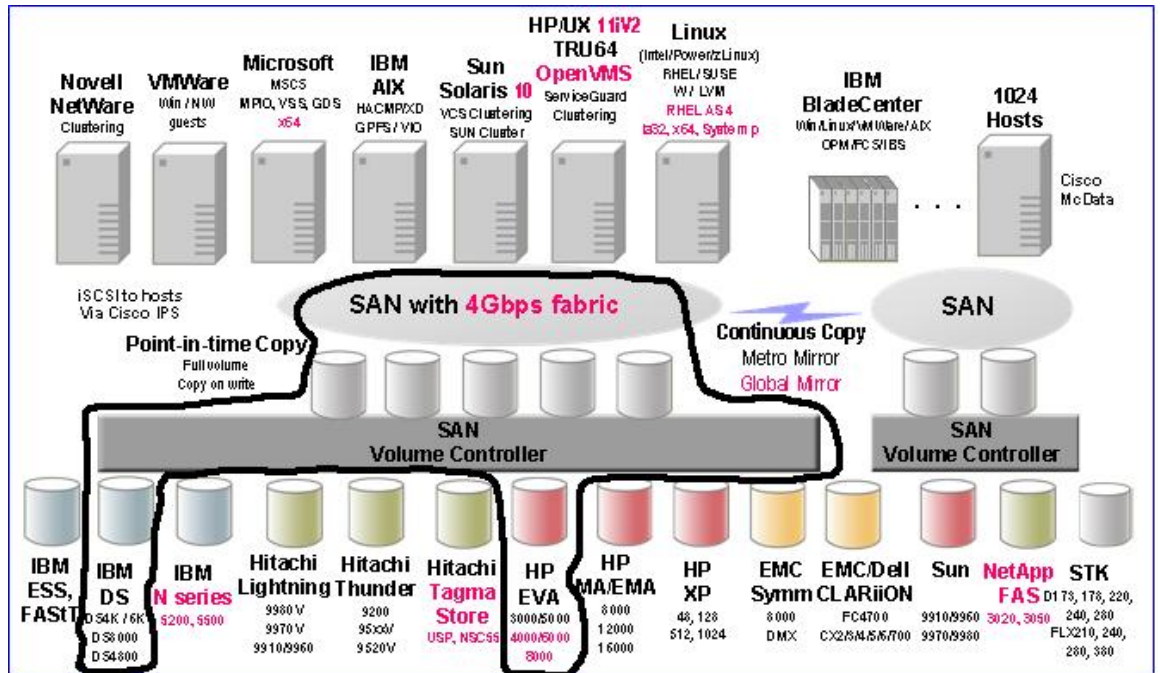 Novell
NetWare
Clustering
VMWare
Win / NW
guests
Microsoft
MSCS
MPIO, VSS, GDS
x64
IBM
AIX
HACMP/XD
GPFS / VIO
Sun
Solaris 10
VCS Clustering
SUN Cluster
HP/UX 11iV2
TRU64
OpenVMS
ServiceGuard
Clustering
Linux
(Intel/Power/zLinux)
RHEL/SUSE
W/ LVM
RHEL AS4
Ia32, x64, System p
IBM
BladeCenter
Win/Linux/VMWare/AIX
OPM/FCS/IBS
1024
Hosts
. . .
Cisco
McData
iSCSI to hosts
Via Cisco IPS
SAN with 4Gbps fabric
SAN
Point-in-time Copy
Full volume
Copy on write
Continuous Copy
Metro Mirror
Global Mirror
SAN
Volume Controller
SAN
Volume Controller
IBM
ESS,
FAStT
IBM
DS
DS4K / 6K
DS8000
DS4800
IBM
N series
5200, 5500
Hitachi
Lightning
9980 V
9970 V
9910/9960
Hitachi
Thunder
9200
95xxV
9520V
Hitachi
Tagma
Store
USP, NSC55
HP
EVA
3000/5000
4000/6000
8000
HP
MA/EMA
8000
12000
16000
HP
XP
48, 128
512, 1024
EMC
Symm
8000
DMX
EMC/Dell
CLARiiON
FC4700
CX2/3/4/5/6/700
Sun
9910/9960
9970/9980
NetApp
FAS
3020, 3050
STK
D173, 178, 220,
240, 280
FLX210, 240,
280, 380